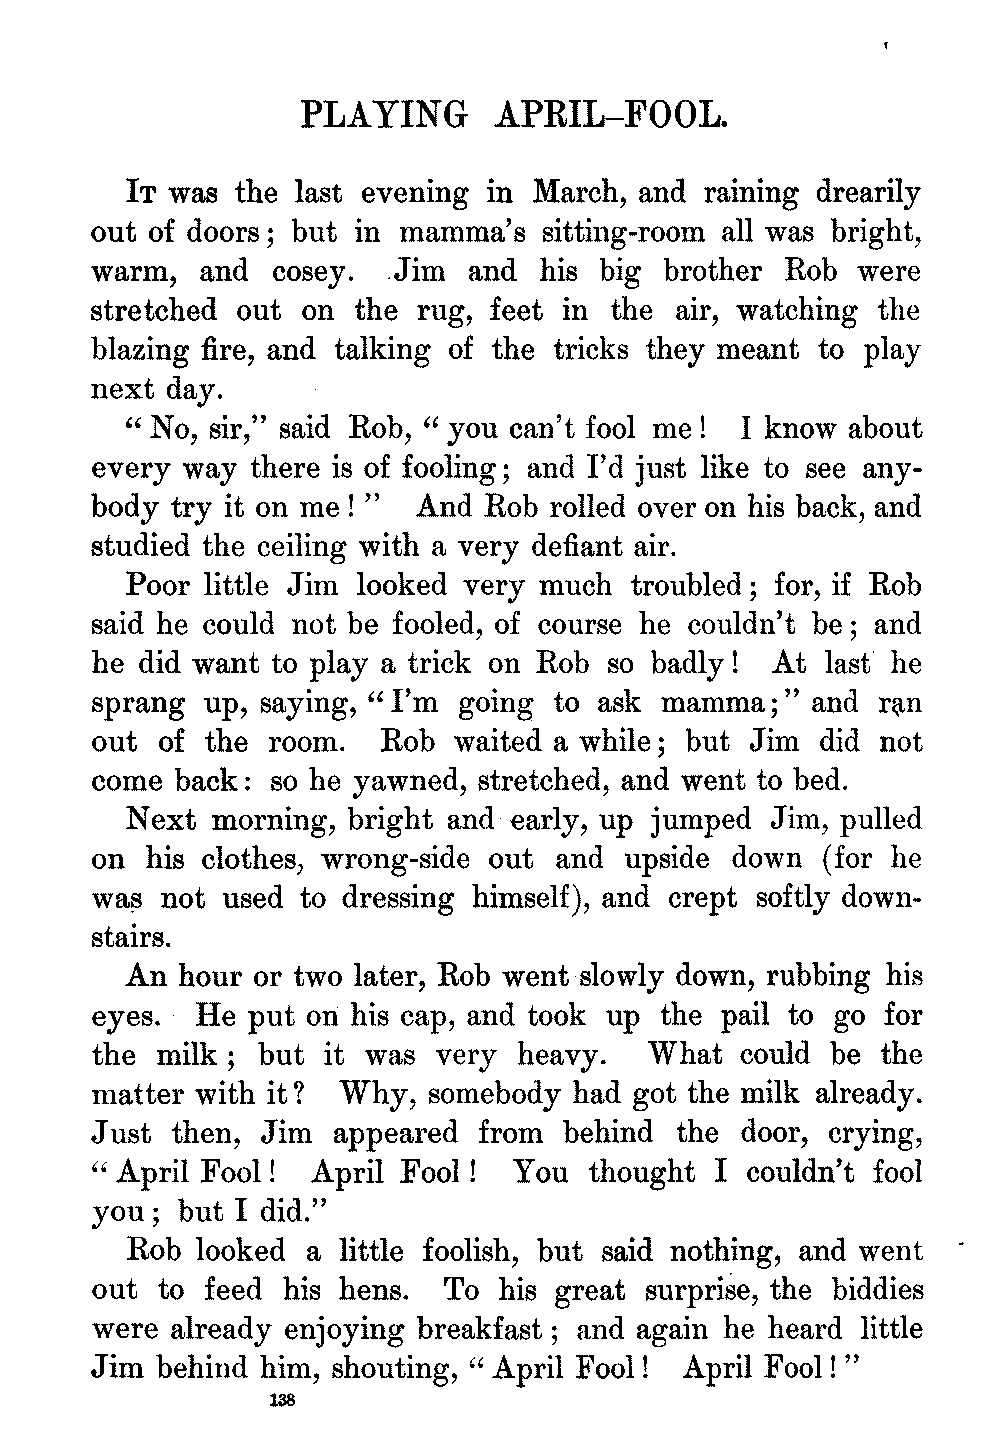 PLAYING APRIL–FOOL.
IT was the last evening in March, and raining drearily
out of doors; but in mamma's sitting-room all was bright,
warm, and cosey. Jim and his big brother Rob were
stretched out on the rug, feet in the air, watching the
blazing fire, and talking of the tricks they meant to play
next day.
"No, sir," said Rob, "you can't fool me! I know about
every way there is of fooling; and I'd just like to see any-
body try it on me!" And Rob rolled over on his back, and
studied the ceiling with a very defiant air.
Poor little Jim looked very much troubled; for, if Rob
said he could not be fooled, of course he couldn't be; and
he did want to play a trick on Rob so badly! At last he
sprang up, saying, "I'm going to ask mamma;" and ran
out of the room. Rob waited a while; but Jim did not
come back: so he yawned, stretched, and went to bed.
Next morning, bright and early, up jumped Jim, pulled
on his clothes, wrong-side out and upside down (for he
was not used to dressing himself), and crept softly down-
stairs.
An hour or two later, Rob went slowly down, rubbing his
eyes. He put on his cap, and took up the pail to go for
the milk; but it was very heavy. What could be the
matter with it? Why, somebody had got the milk already.
Just then, Jim appeared from behind the door, crying,
"April Fool! April Fool! You thought I couldn't fool
you; but I did."
Rob looked a little foolish, but said nothing, and went
out to feed his hens. To his great surprise, the biddies
were already enjoying breakfast; and again he heard little
Jim behind him, shouting, "April Fool! April Fool!"
138